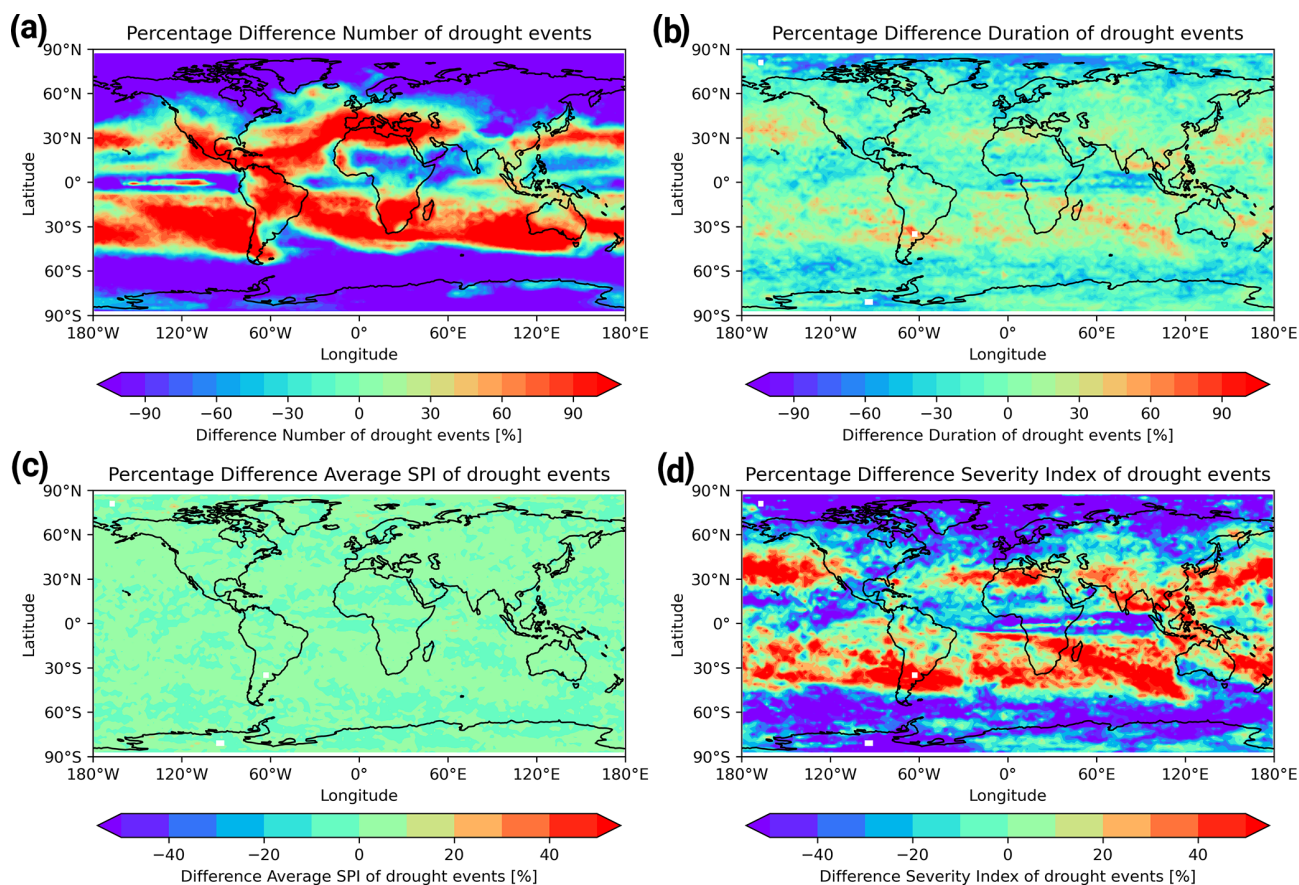 (a)
Percentage Difference Number of drought events
90°N
60°N
30°N
0°
30°S
60°S
90°S
Latitude
180°W 120°W 60°W 0° 60°E 120°E 180°E
Longitude
−90 −60 −30 0 30 60 90
Difference Number of drought events [%]
(b)
Percentage Difference Duration of drought events
90°N
60°N
30°N
0°
30°S
60°S
90°S
Latitude
180°W 120°W 60°W 0° 60°E 120°E 180°E
Longitude
−90 −60 −30 0 30 60 90
Difference Duration of drought events [%]
(c)
Percentage Difference Average SPI of drought events
90°N
60°N
30°N
0°
30°S
60°S
90°S
Latitude
180°W 120°W 60°W 0° 60°E 120°E 180°E
Longitude
−40 −20 0 20 40
Difference Average SPI of drought events [%]
(d)
Percentage Difference Severity Index of drought events
90°N
60°N
30°N
0°
30°S
60°S
90°S
Latitude
180°W 120°W 60°W 0° 60°E 120°E 180°E
Longitude
−40 −20 0 20 40
Difference Severity Index of drought events [%]